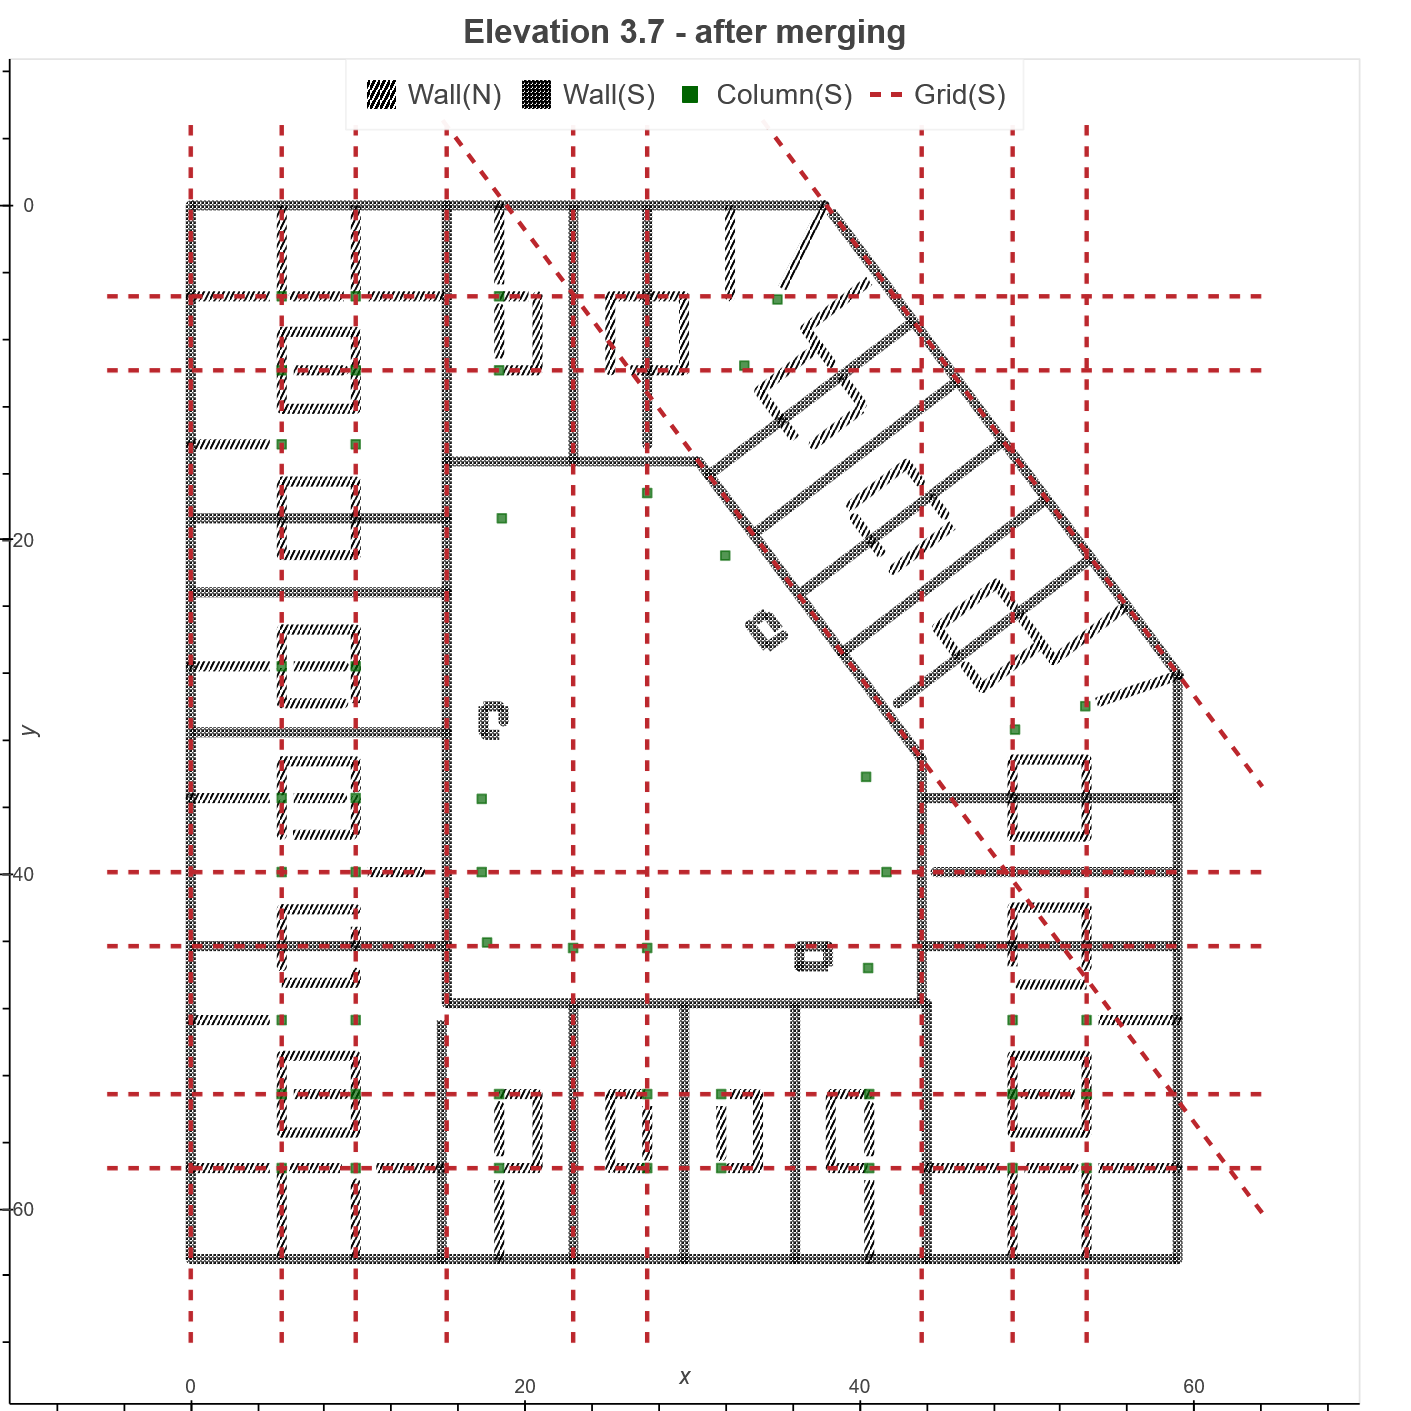 Elevation 3.7 - after merging
Wall(N) Wall(S) Column(S) Grid(S)
0
20
40
60
y
x
0 20 40 60